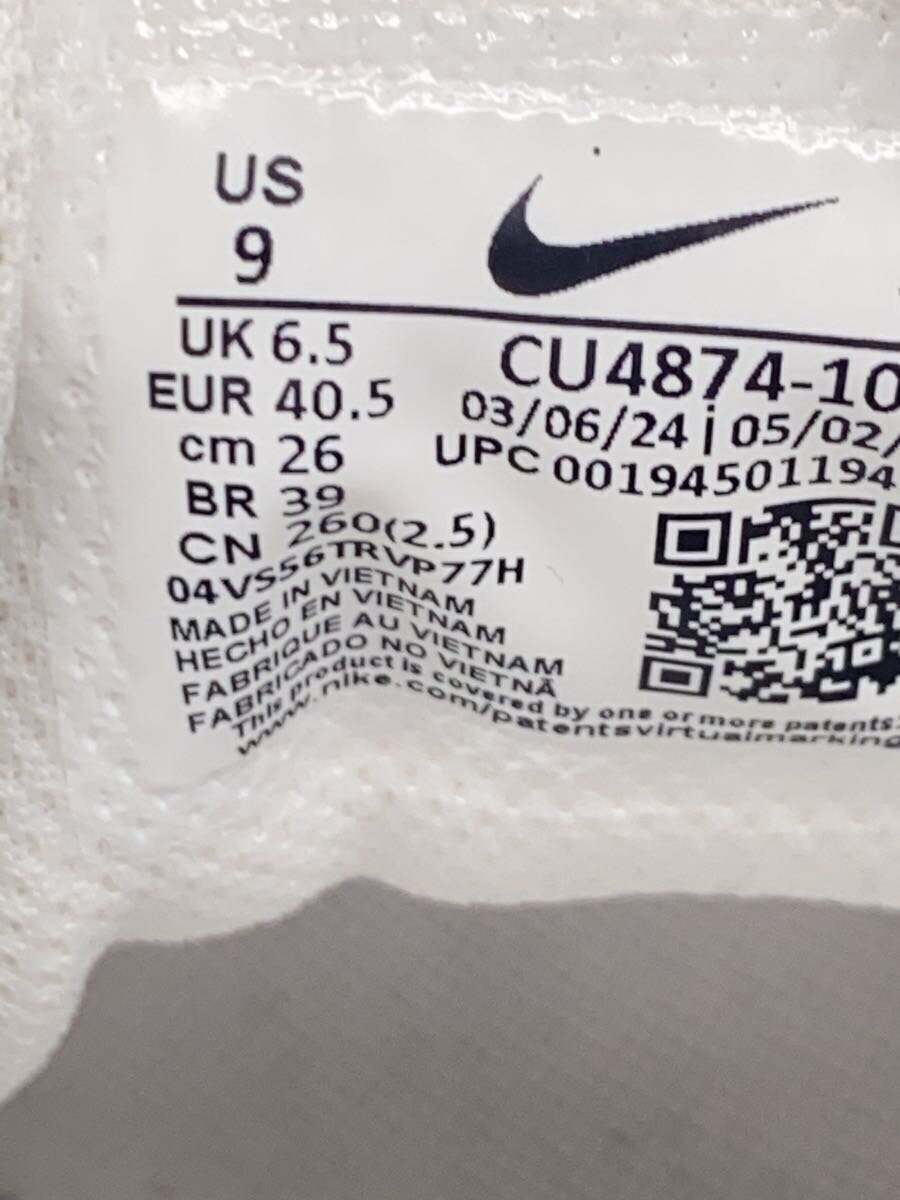 US
9
UK 6.5
EUR 40.5
cm 26
BR 39
CN 260(2.5)
04VS56TRVP77H
MADE IN VIETNAM
HECHO EN VIETNAM
FABRIQUE AU VIETNAM
FABRICADO NO VIETNÃ
This product is covered by one or more patents
www.nike.com/patentsvirtualmarking
CU4874-10
03/06/24 | 05/02/
UPC 00194501194